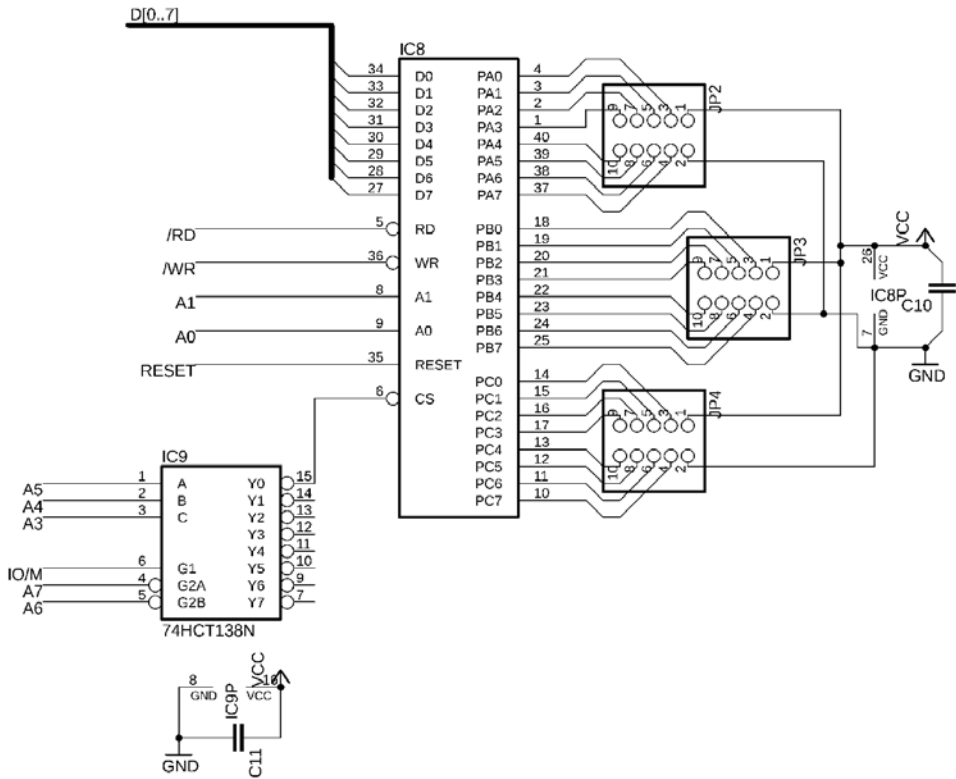 D[0..7]
IC8
34 D0 PA0 4
33 D1 PA1 3
32 D2 PA2 2
31 D3 PA3 1
30 D4 PA4 40
29 D5 PA5 39
28 D6 PA6 38
27 D7 PA7 37
9 7 5 3 1
10 8 6 4 2
JP2
/RD 5 RD PB0 18
PB1 19
/WR 36 WR PB2 20
PB3 21
A1 8 A1 PB4 22
PB5 23
A0 9 A0 PB6 24
PB7 25
9 7 5 3 1
10 8 6 4 2
JP3
RESET 35 RESET
6 CS
PC0 14
PC1 15
PC2 16
PC3 17
PC4 13
PC5 12
PC6 11
PC7 10
9 7 5 3 1
10 8 6 4 2
JP4
VCC
26
VCC
IC8P
C10
7
GND
GND
IC9
A5 1 A Y0 15
A4 2 B Y1 14
A3 3 C Y2 13
Y3 12
Y4 11
IO/M 6 G1 Y5 10
A7 4 G2A Y6 9
A6 5 G2B Y7 7
74HCT138N
8 GND
16 VCC
VCC
IC9P
C11
GND